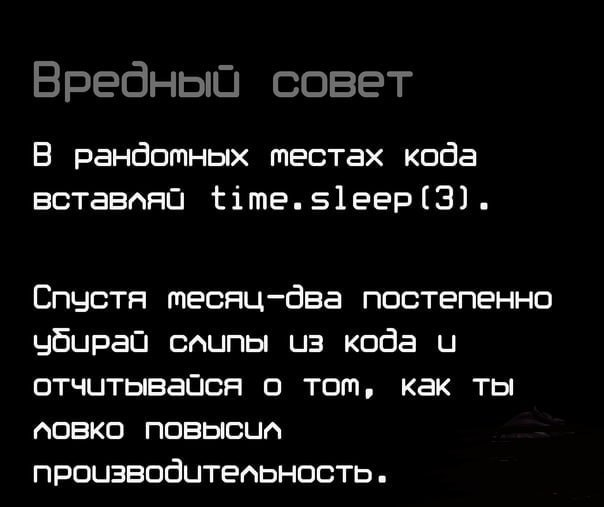 Вредный совет
В рандомных местах кода
вставляй time.sleep(3).
Спустя месяц-два постепенно
убирай слипы из кода и
отчитывайся о том, как ты
ловко повысил
производительность.